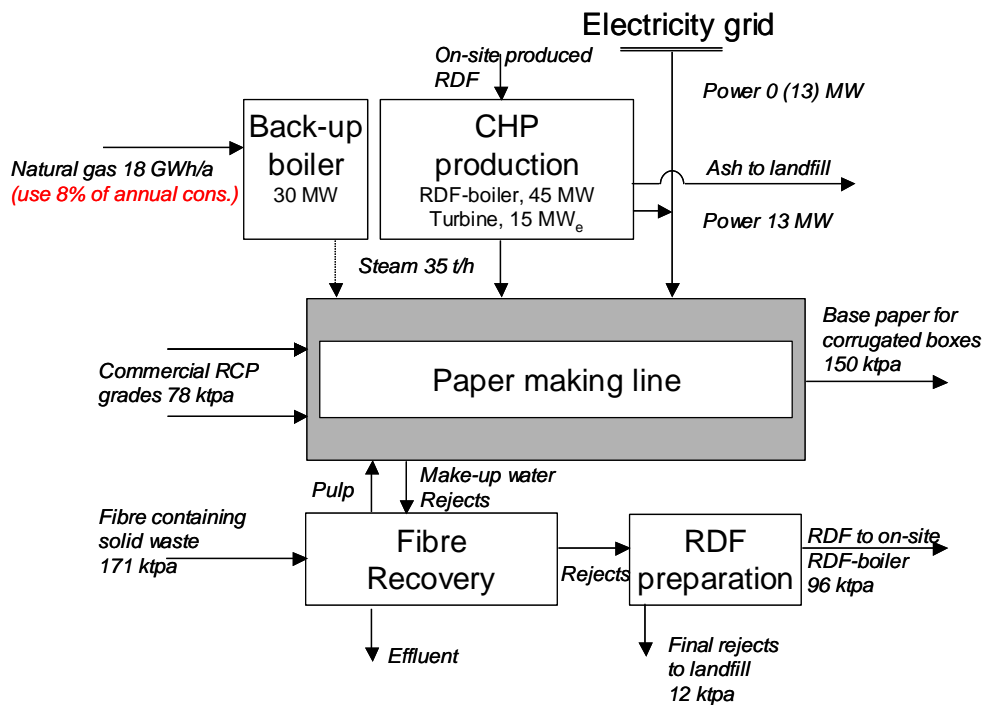 Electricity grid
On-site produced
RDF
Power 0 (13) MW
Back-up
boiler
30 MW
CHP
production
RDF-boiler, 45 MW
Turbine, 15 MWe
Natural gas 18 GWh/a
(use 8% of annual cons.)
Ash to landfill
Power 13 MW
Steam 35 t/h
Base paper for
corrugated boxes
150 ktpa
Commercial RCP
grades 78 ktpa
Paper making line
Pulp
Make-up water
Rejects
Fibre containing
solid waste
171 ktpa
Fibre
Recovery
Rejects
RDF
preparation
RDF to on-site
RDF-boiler
96 ktpa
Effluent
Final rejects
to landfill
12 ktpa